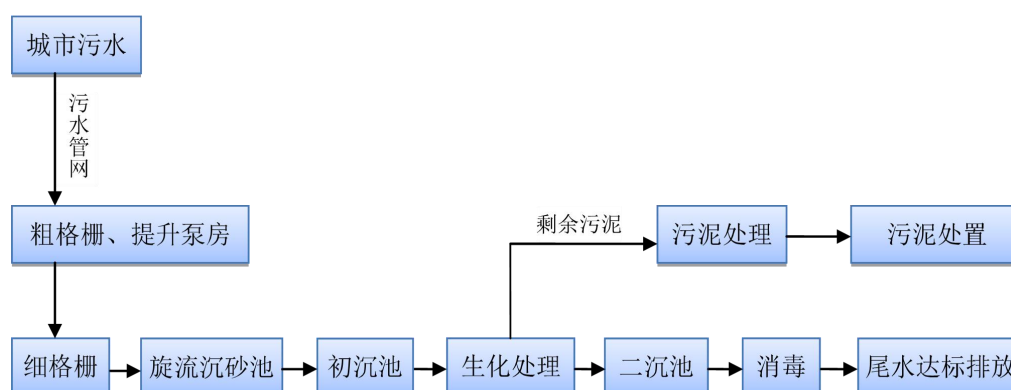 城市污水
污水管网
粗格栅、提升泵房
剩余污泥
污泥处理
污泥处置
细格栅
旋流沉砂池
初沉池
生化处理
二沉池
消毒
尾水达标排放